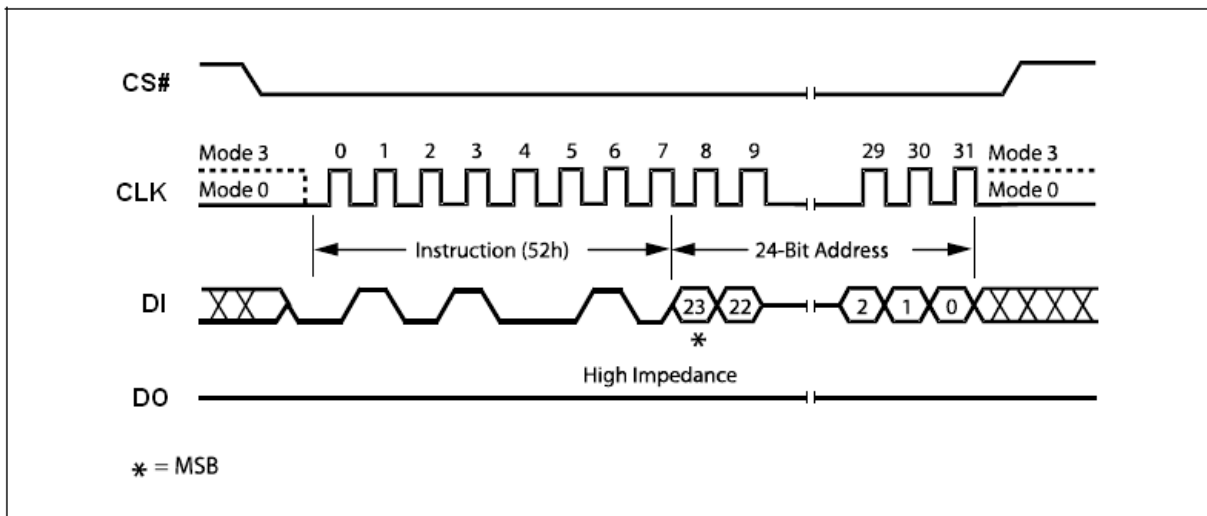 CS#
Mode 3 0 1 2 3 4 5 6 7 8 9 29 30 31 Mode 3
CLK Mode 0 Mode 0
Instruction (52h) 24-Bit Address
DI 23 22 2 1 0
*
High Impedance
DO
* = MSB